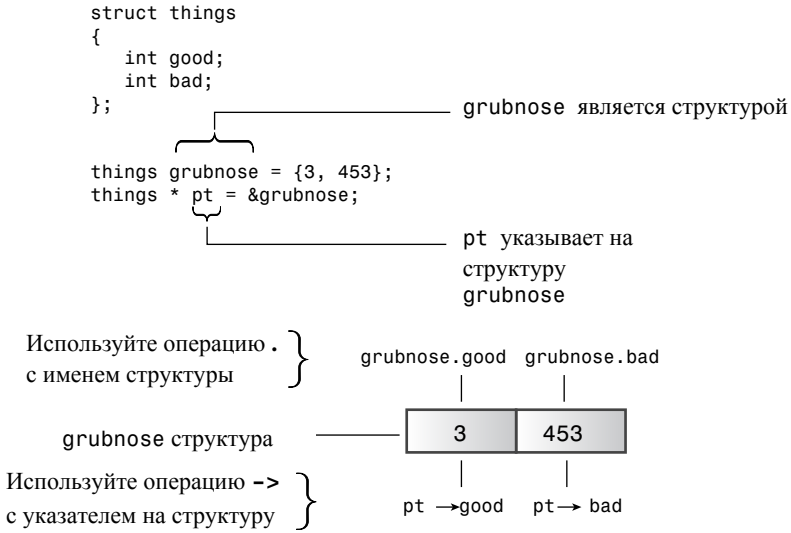 struct things
{
int good;
int bad;
};
grubnose является структурой
things grubnose = {3, 453};
things * pt = &grubnose;
pt указывает на
структуру
grubnose
Используйте операцию .
с именем структуры
grubnose.good grubnose.bad
grubnose структура
3 453
Используйте операцию ->
с указателем на структуру
pt →good pt→ bad